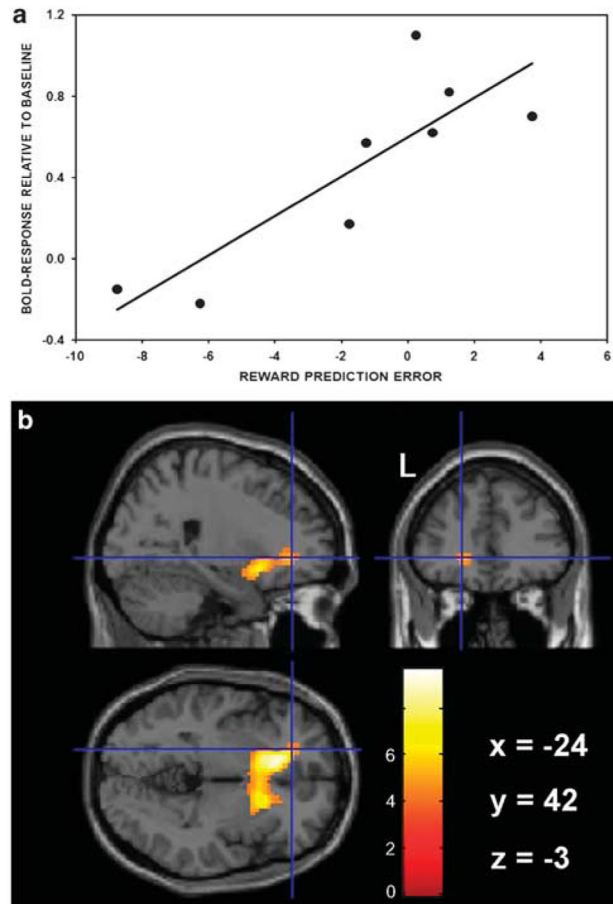 a
BOLD-RESPONSE RELATIVE TO BASELINE
1.2
0.8
0.4
0.0
-0.4
-10 -8 -6 -4 -2 0 2 4 6
REWARD PREDICTION ERROR
b
L
6
4
2
0
x = -24
y = 42
z = -3